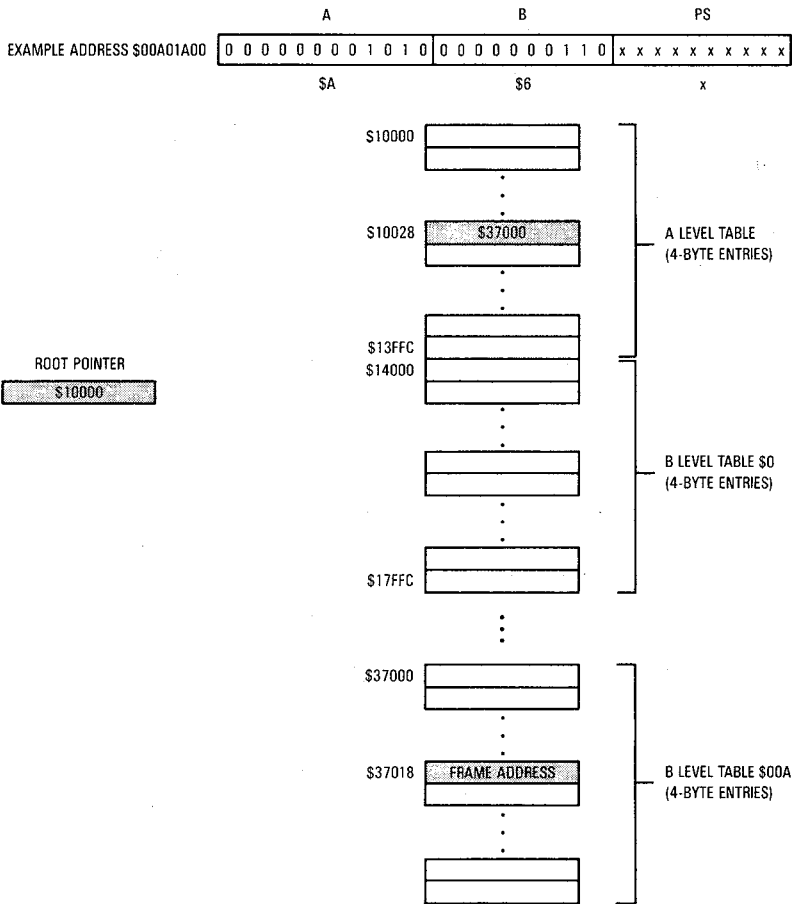 A B PS
EXAMPLE ADDRESS $00A01A00 0 0 0 0 0 0 0 0 1 0 1 0 0 0 0 0 0 0 0 1 1 0 x x x x x x x x x x
$A $6 x
$10000
$10028 $37000
A LEVEL TABLE
(4-BYTE ENTRIES)
$13FFC
ROOT POINTER
$14000
$10000
B LEVEL TABLE $0
(4-BYTE ENTRIES)
$17FFC
$37000
$37018 FRAME ADDRESS
B LEVEL TABLE $00A
(4-BYTE ENTRIES)